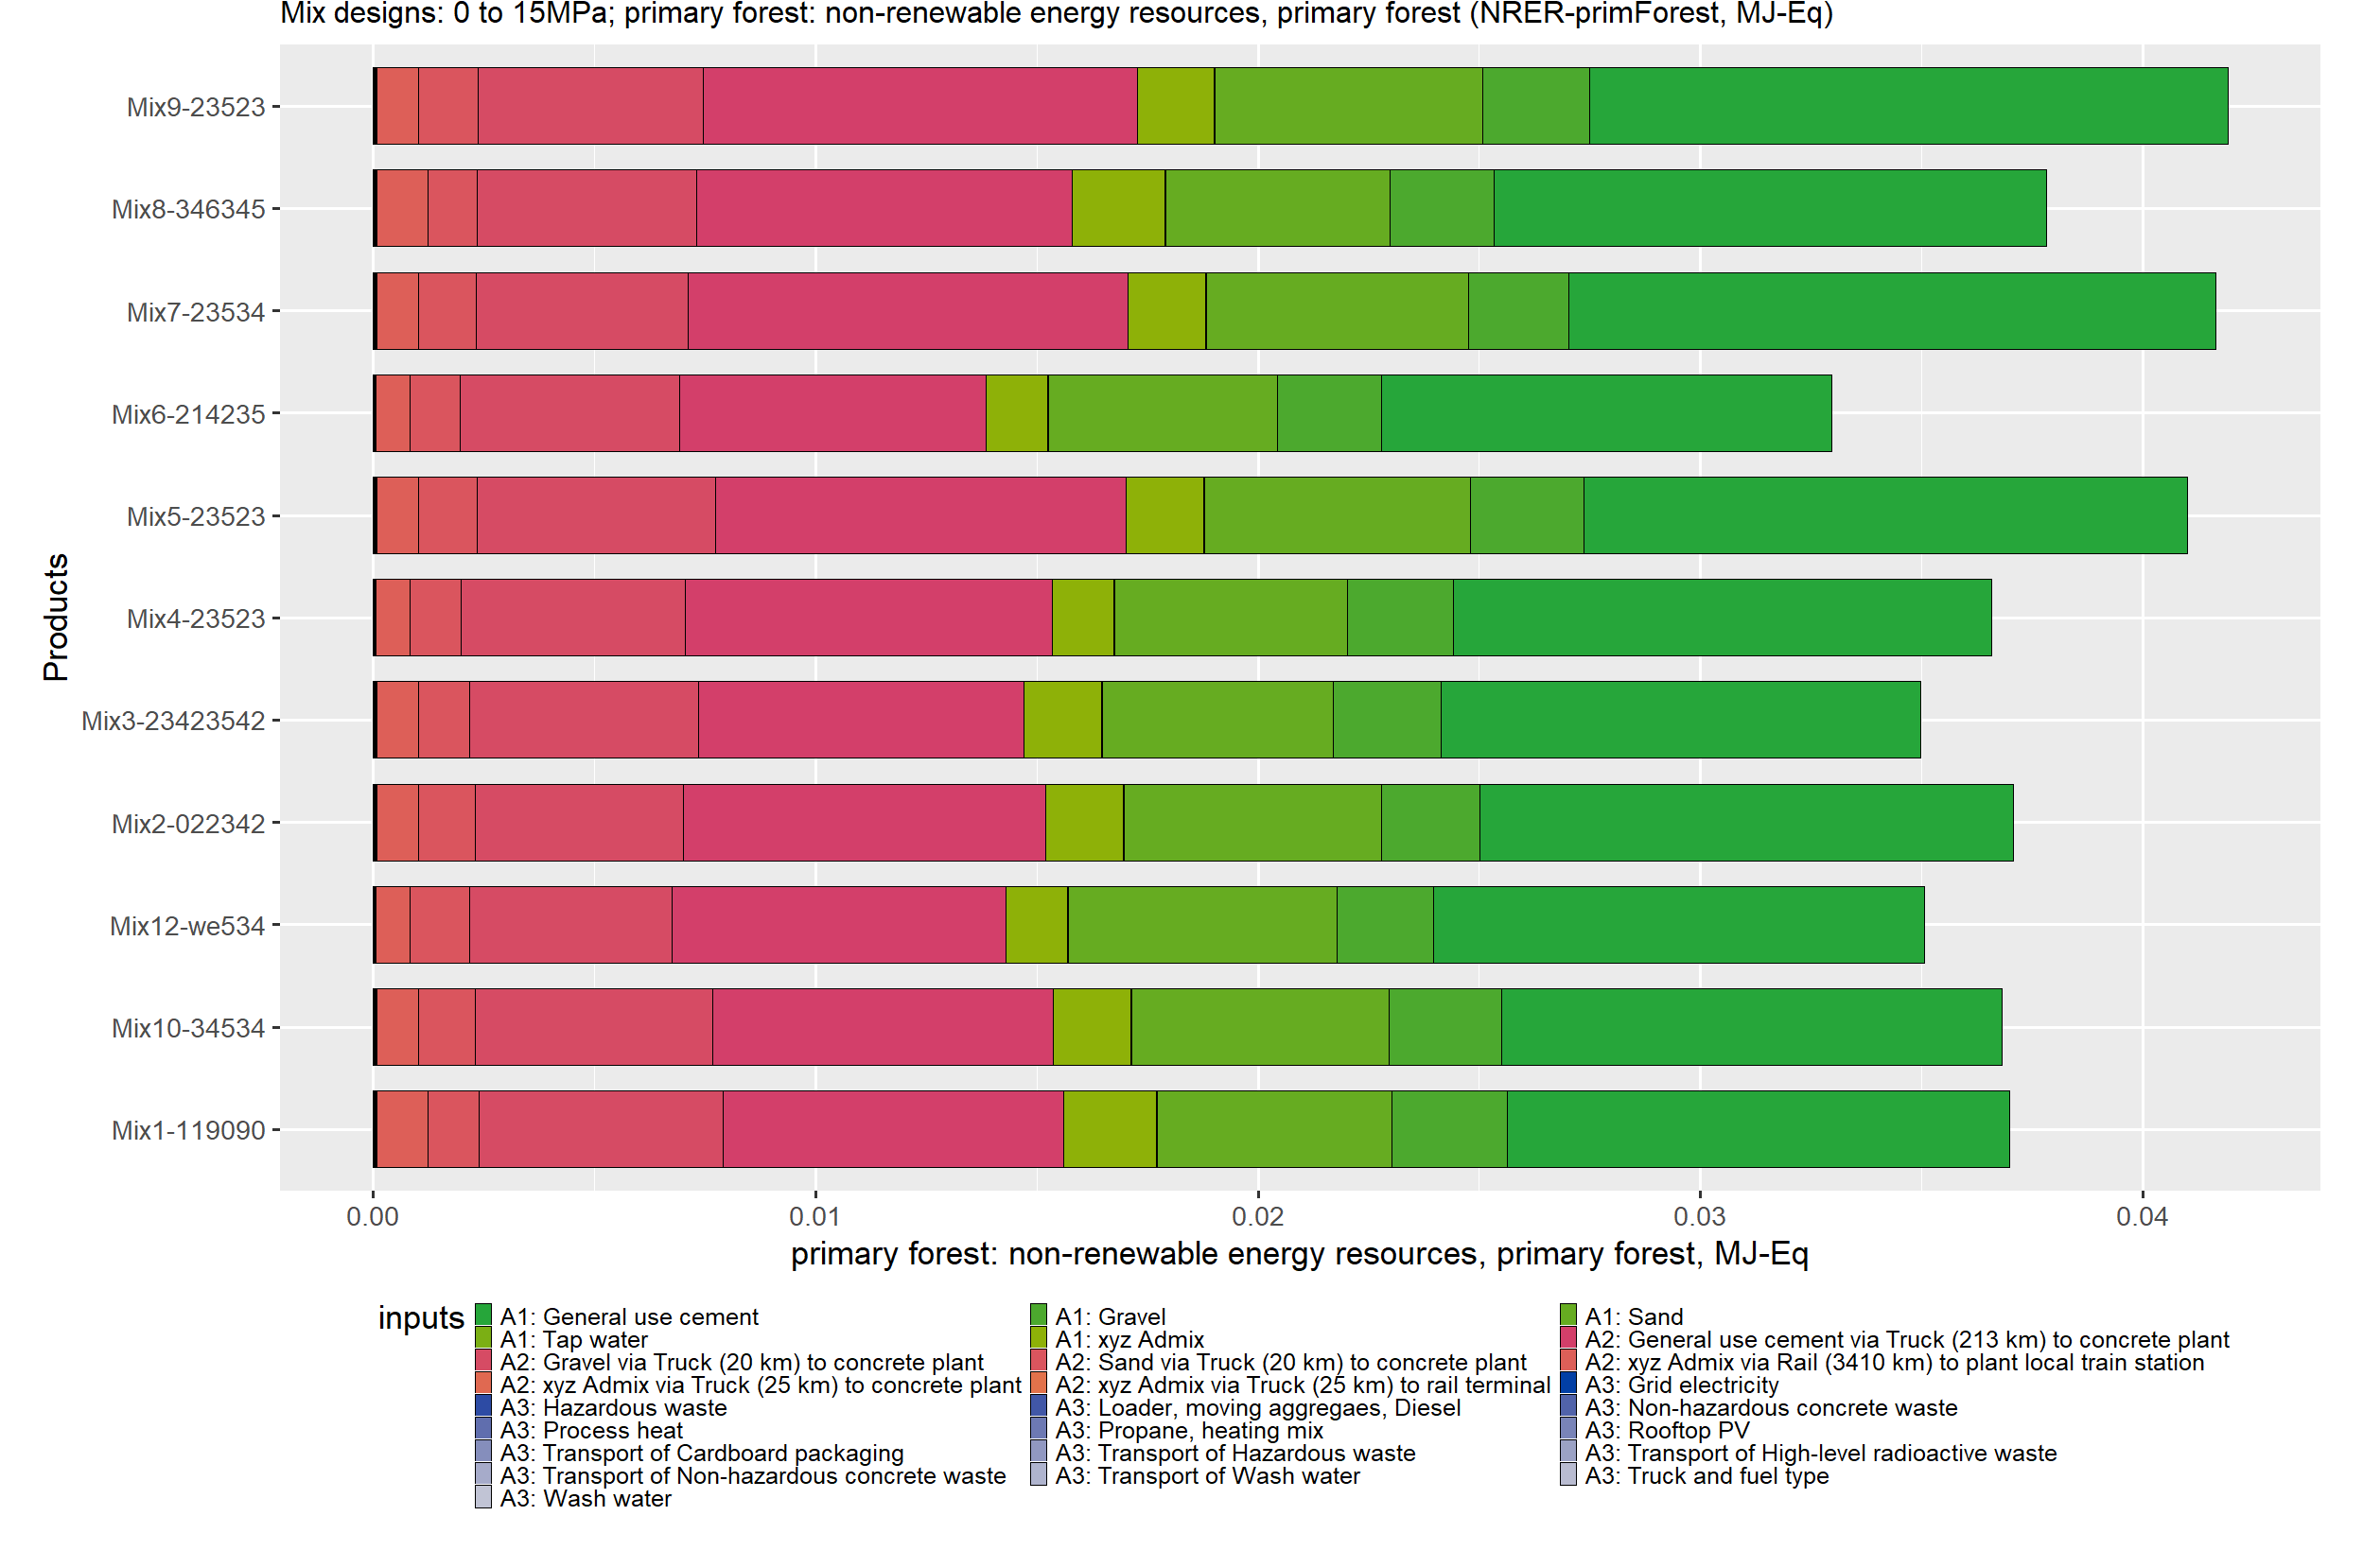 Mix designs: 0 to 15MPa; primary forest: non-renewable energy resources, primary forest (NRER-primForest, MJ-Eq)
Products
Mix9-23523
Mix8-346345
Mix7-23534
Mix6-214235
Mix5-23523
Mix4-23523
Mix3-23423542
Mix2-022342
Mix12-we534
Mix10-34534
Mix1-119090
0.00 0.01 0.02 0.03 0.04
primary forest: non-renewable energy resources, primary forest, MJ-Eq
inputs
A1: General use cement A1: Gravel A1: Sand
A1: Tap water A1: xyz Admix A2: General use cement via Truck (213 km) to concrete plant
A2: Gravel via Truck (20 km) to concrete plant A2: Sand via Truck (20 km) to concrete plant A2: xyz Admix via Rail (3410 km) to plant local train station
A2: xyz Admix via Truck (25 km) to concrete plant A2: xyz Admix via Truck (25 km) to rail terminal A3: Grid electricity
A3: Hazardous waste A3: Loader, moving aggregaes, Diesel A3: Non-hazardous concrete waste
A3: Process heat A3: Propane, heating mix A3: Rooftop PV
A3: Transport of Cardboard packaging A3: Transport of Hazardous waste A3: Transport of High-level radioactive waste
A3: Transport of Non-hazardous concrete waste A3: Transport of Wash water A3: Truck and fuel type
A3: Wash water